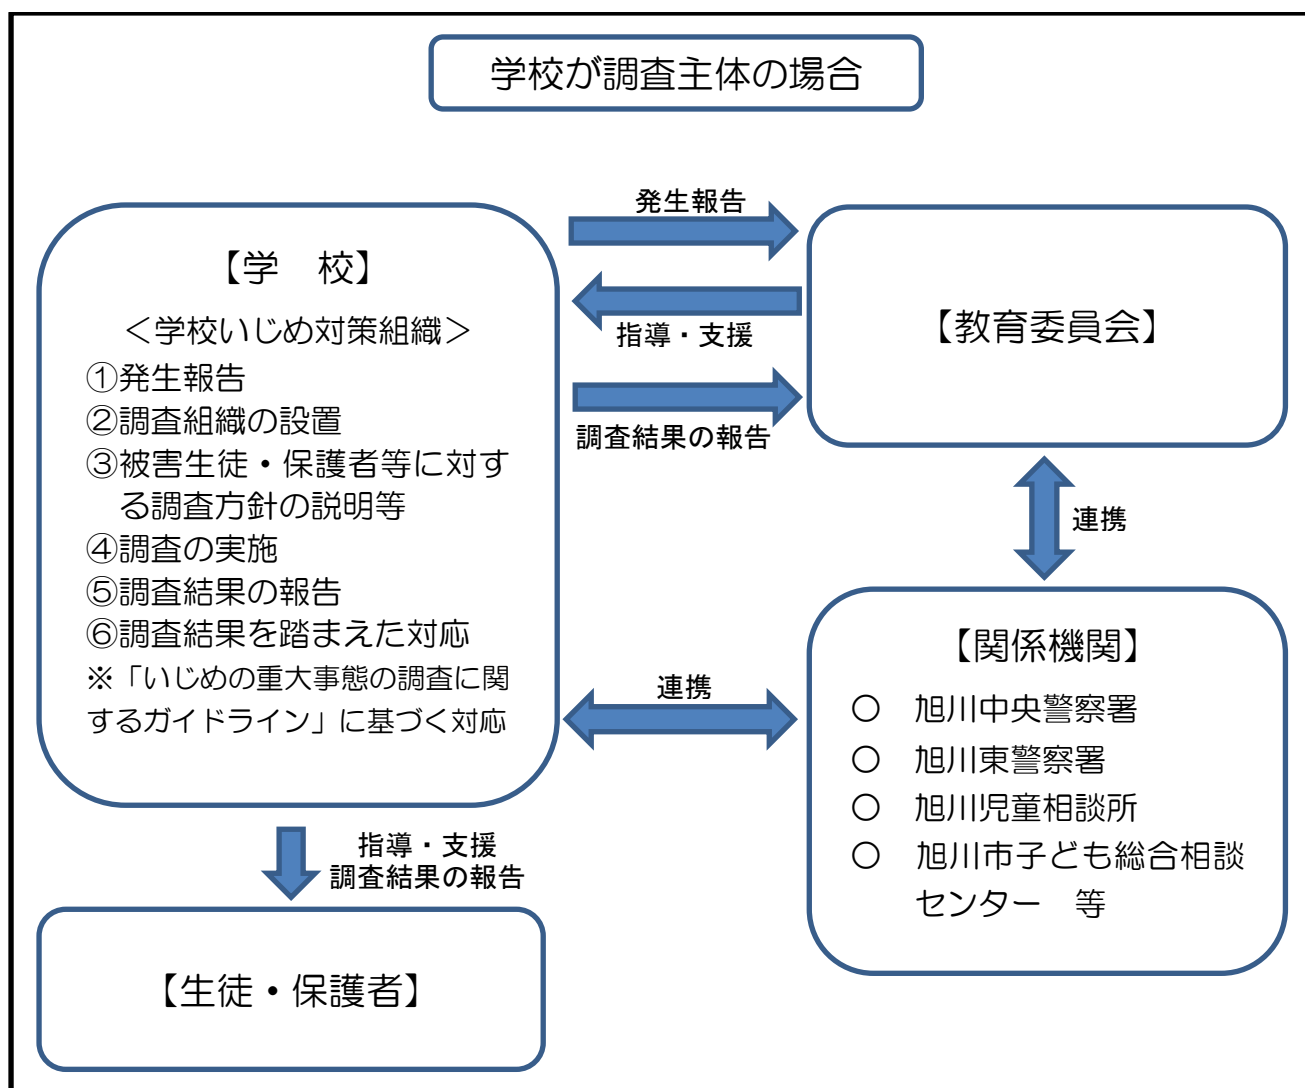 学校が調査主体の場合
【学　校】
＜学校いじめ対策組織＞
①発生報告
②調査組織の設置
③被害生徒・保護者等に対す
る調査方針の説明等
④調査の実施
⑤調査結果の報告
⑥調査結果を踏まえた対応
※「いじめの重大事態の調査に関
するガイドライン」に基づく対応
発生報告
指導・支援
調査結果の報告
【教育委員会】
連携
連携
【関係機関】
○　旭川中央警察署
○　旭川東警察署
○　旭川児童相談所
○　旭川市子ども総合相談
センター　等
指導・支援
調査結果の報告
【生徒・保護者】